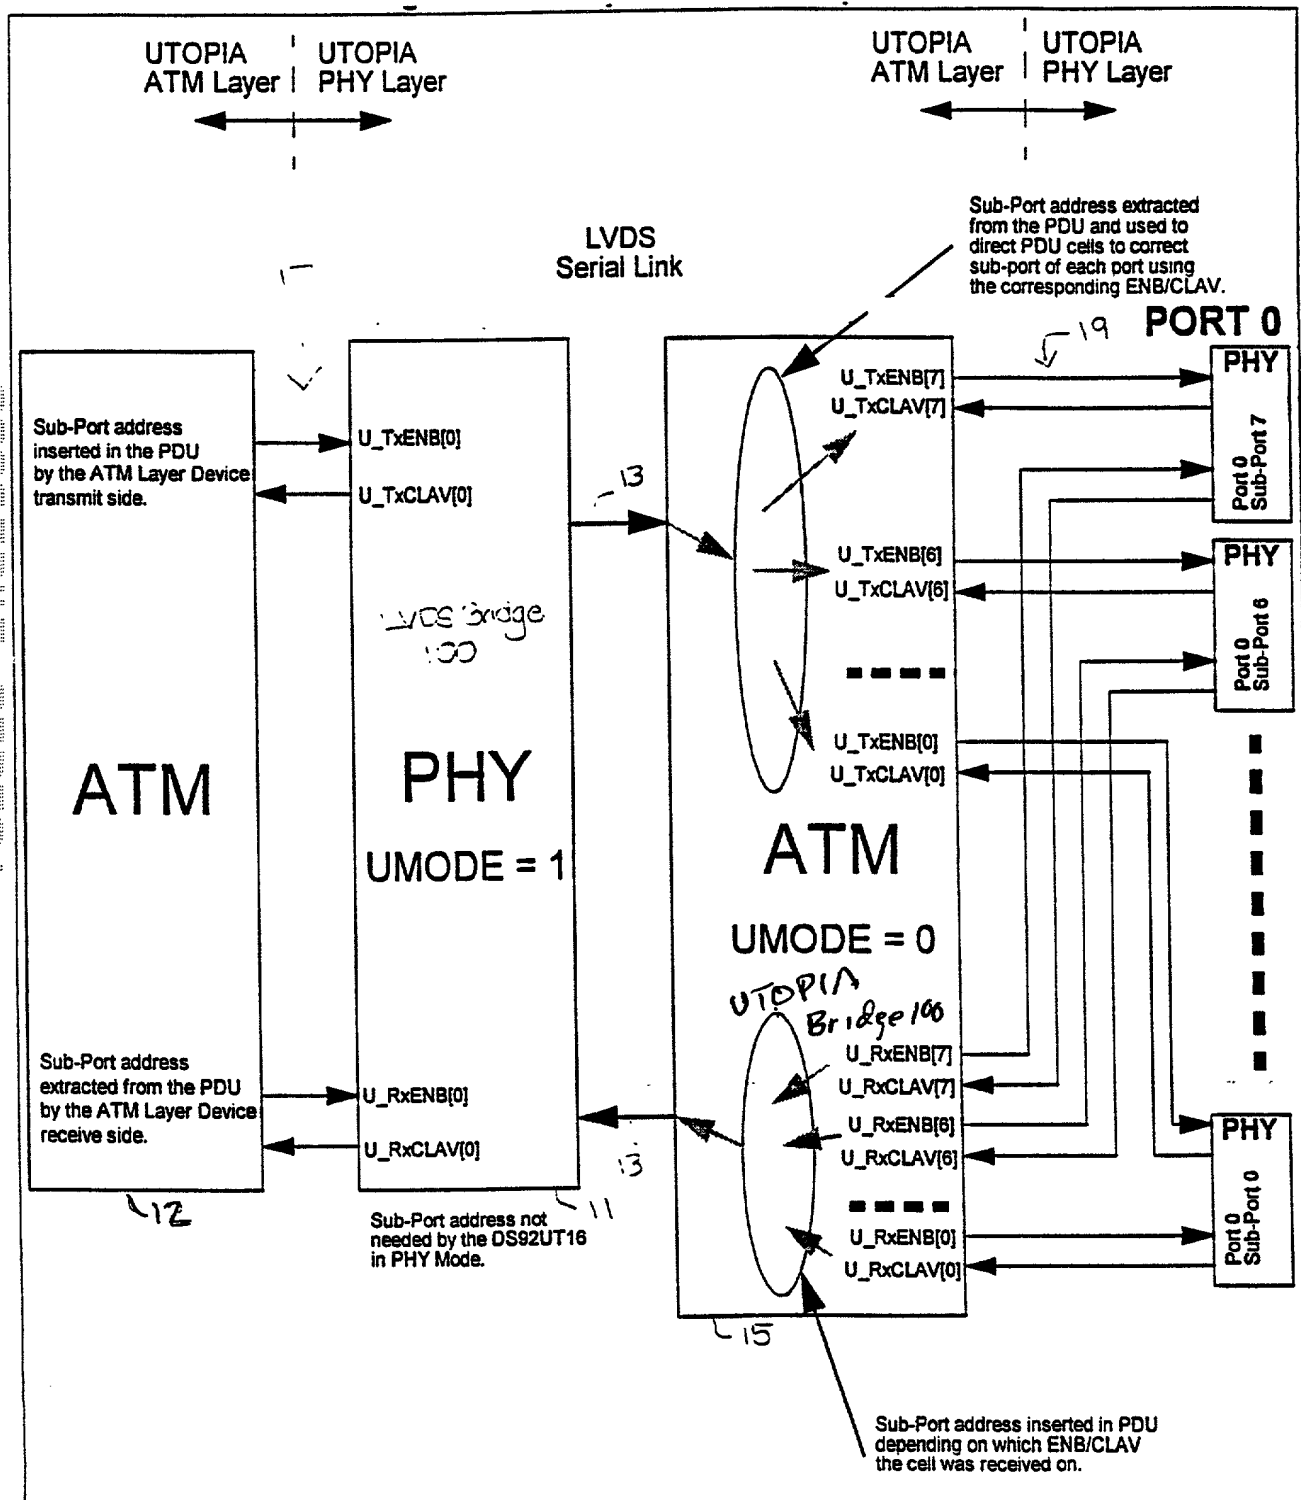 UTOPIA
ATM Layer
UTOPIA
PHY Layer
UTOPIA
ATM Layer
UTOPIA
PHY Layer
LVDS
Serial Link
Sub-Port address extracted
from the PDU and used to
direct PDU cells to correct
sub-port of each port using
the corresponding ENB/CLAV.
19
PORT 0
Sub-Port address
inserted in the PDU
by the ATM Layer Device
transmit side.
U_TxENB[0]
U_TxCLAV[0]
13
U_TxENB[7]
U_TxCLAV[7]
U_TxENB[6]
U_TxCLAV[6]
U_TxENB[0]
U_TxCLAV[0]
PHY
Port 0
Sub-Port 7
PHY
Port 0
Sub-Port 6
LVDS Bridge
100
ATM
PHY
UMODE = 1
ATM
UMODE = 0
UTOPIA
Bridge 100
Sub-Port address
extracted from the PDU
by the ATM Layer Device
receive side.
U_RxENB[0]
U_RxCLAV[0]
13
U_RxENB[7]
U_RxCLAV[7]
U_RxENB[6]
U_RxCLAV[6]
U_RxENB[0]
U_RxCLAV[0]
PHY
Port 0
Sub-Port 0
12
11
Sub-Port address not
needed by the DS92UT16
in PHY Mode.
15
Sub-Port address inserted in PDU
depending on which ENB/CLAV
the cell was received on.